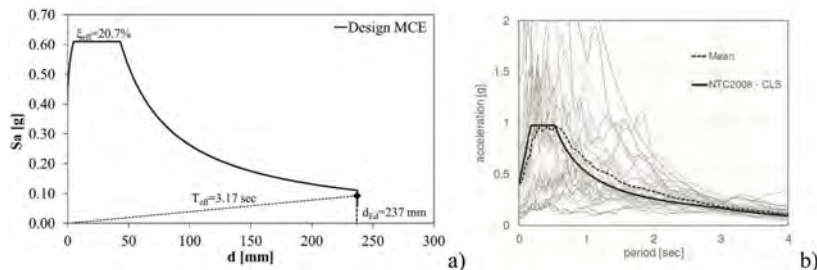 ξeff=20.7%
Design MCE
Sa [g]
0.70
0.60
0.50
0.40
0.30
0.20
0.10
0.00
Teff=3.17 sec
dEd=237 mm
0 50 100 150 200 250 300
d [mm]
a)
acceleration [g]
2
1.5
1
0.5
0
Mean
NTC2008 - CLS
0 1 2 3 4
period [sec]
b)